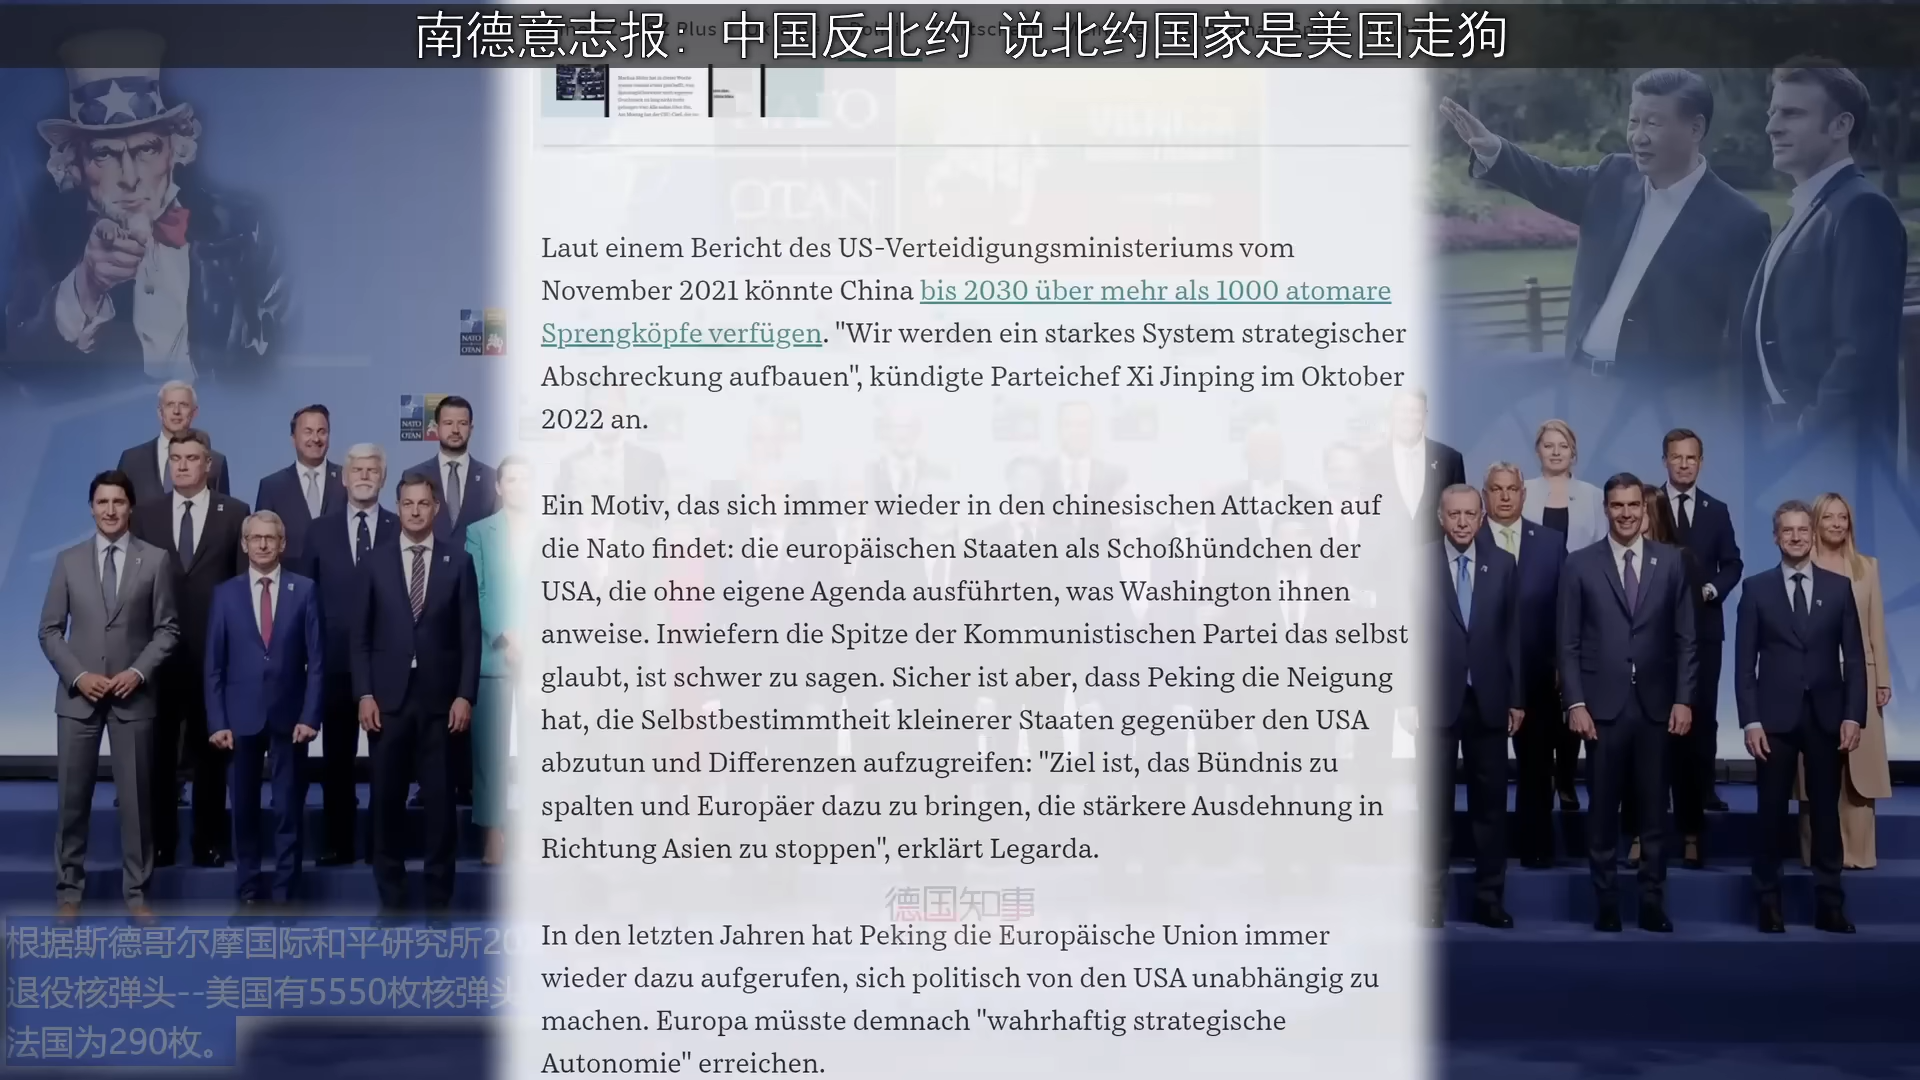 南德意志报：中国反北约 说北约国家是美国走狗
NATO
OTAN
Laut einem Bericht des US-Verteidigungsministeriums vom
November 2021 könnte China bis 2030 über mehr als 1000 atomare
Sprengköpfe verfügen. "Wir werden ein starkes System strategischer
Abschreckung aufbauen", kündigte Parteichef Xi Jinping im Oktober
2022 an.
NATO
OTAN
NATO
OTAN
Ein Motiv, das sich immer wieder in den chinesischen Attacken auf
die Nato findet: die europäischen Staaten als Schoßhündchen der
USA, die ohne eigene Agenda ausführten, was Washington ihnen
anweise. Inwiefern die Spitze der Kommunistischen Partei das selbst
glaubt, ist schwer zu sagen. Sicher ist aber, dass Peking die Neigung
hat, die Selbstbestimmtheit kleinerer Staaten gegenüber den USA
abzutun und Differenzen aufzugreifen: "Ziel ist, das Bündnis zu
spalten und Europäer dazu zu bringen, die stärkere Ausdehnung in
Richtung Asien zu stoppen", erklärt Legarda.
德国知事
In den letzten Jahren hat Peking die Europäische Union immer
wieder dazu aufgerufen, sich politisch von den USA unabhängig zu
machen. Europa müsste demnach "wahrhaftig strategische
Autonomie" erreichen.
根据斯德哥尔摩国际和平研究所20
退役核弹头--美国有5550枚核弹头
法国为290枚。